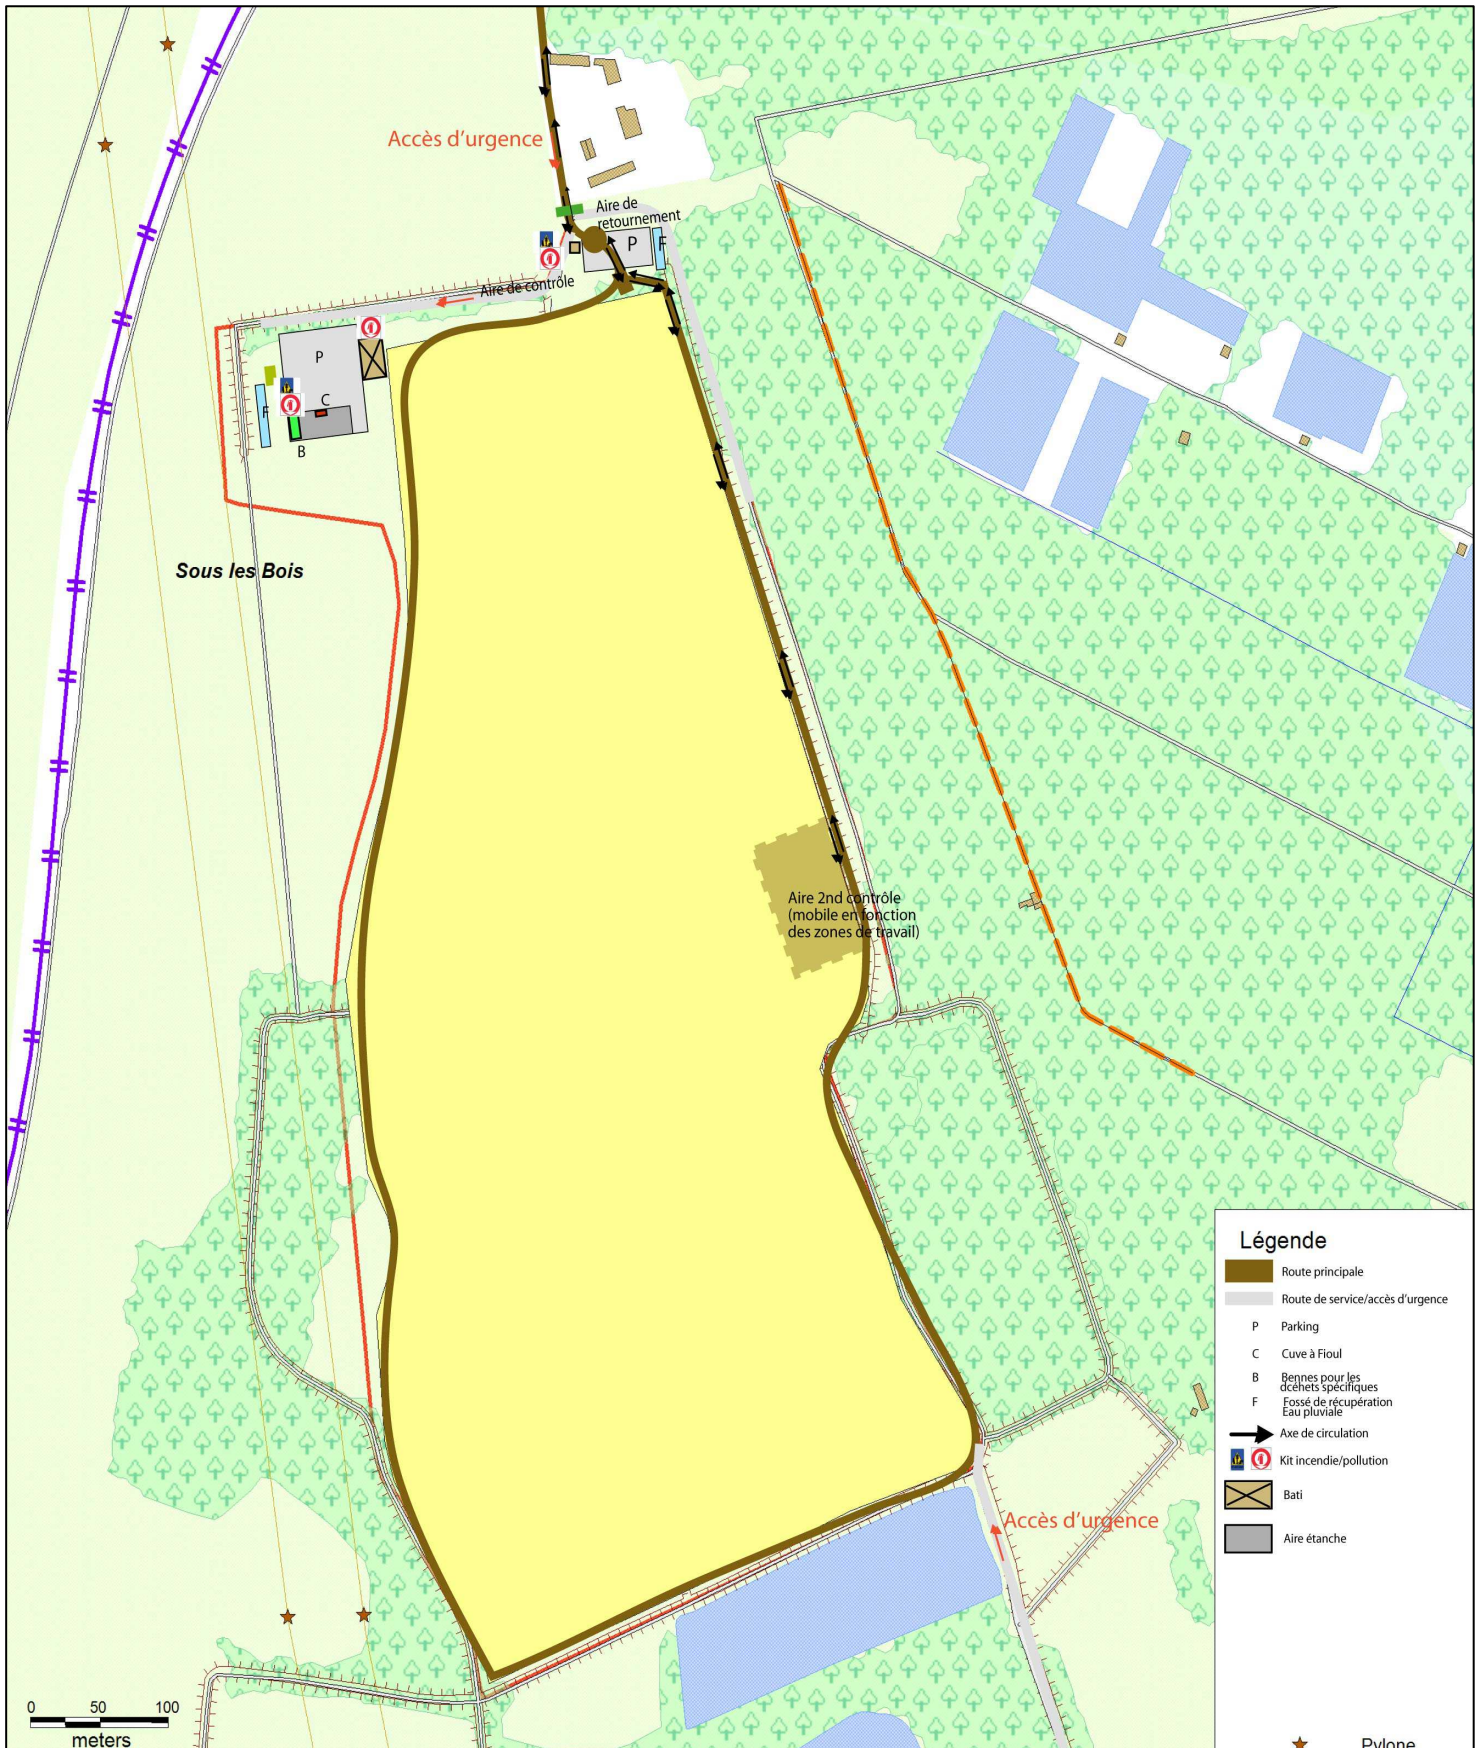 Accès d'urgence
Aire de
retournement
P
F
Aire de contrôle
P
C
F
B
Sous les Bois
Aire 2nd contrôle
(mobile en fonction
des zones de travail)
Accès d'urgence
Légende
Route principale
Route de service/accès d'urgence
P Parking
C Cuve à Fioul
B Bennes pour les
dcéhets spécifiques
F Fossé de récupération
Eau pluviale
Axe de circulation
Kit incendie/pollution
Bati
Aire étanche
Pylone
0 50 100
meters